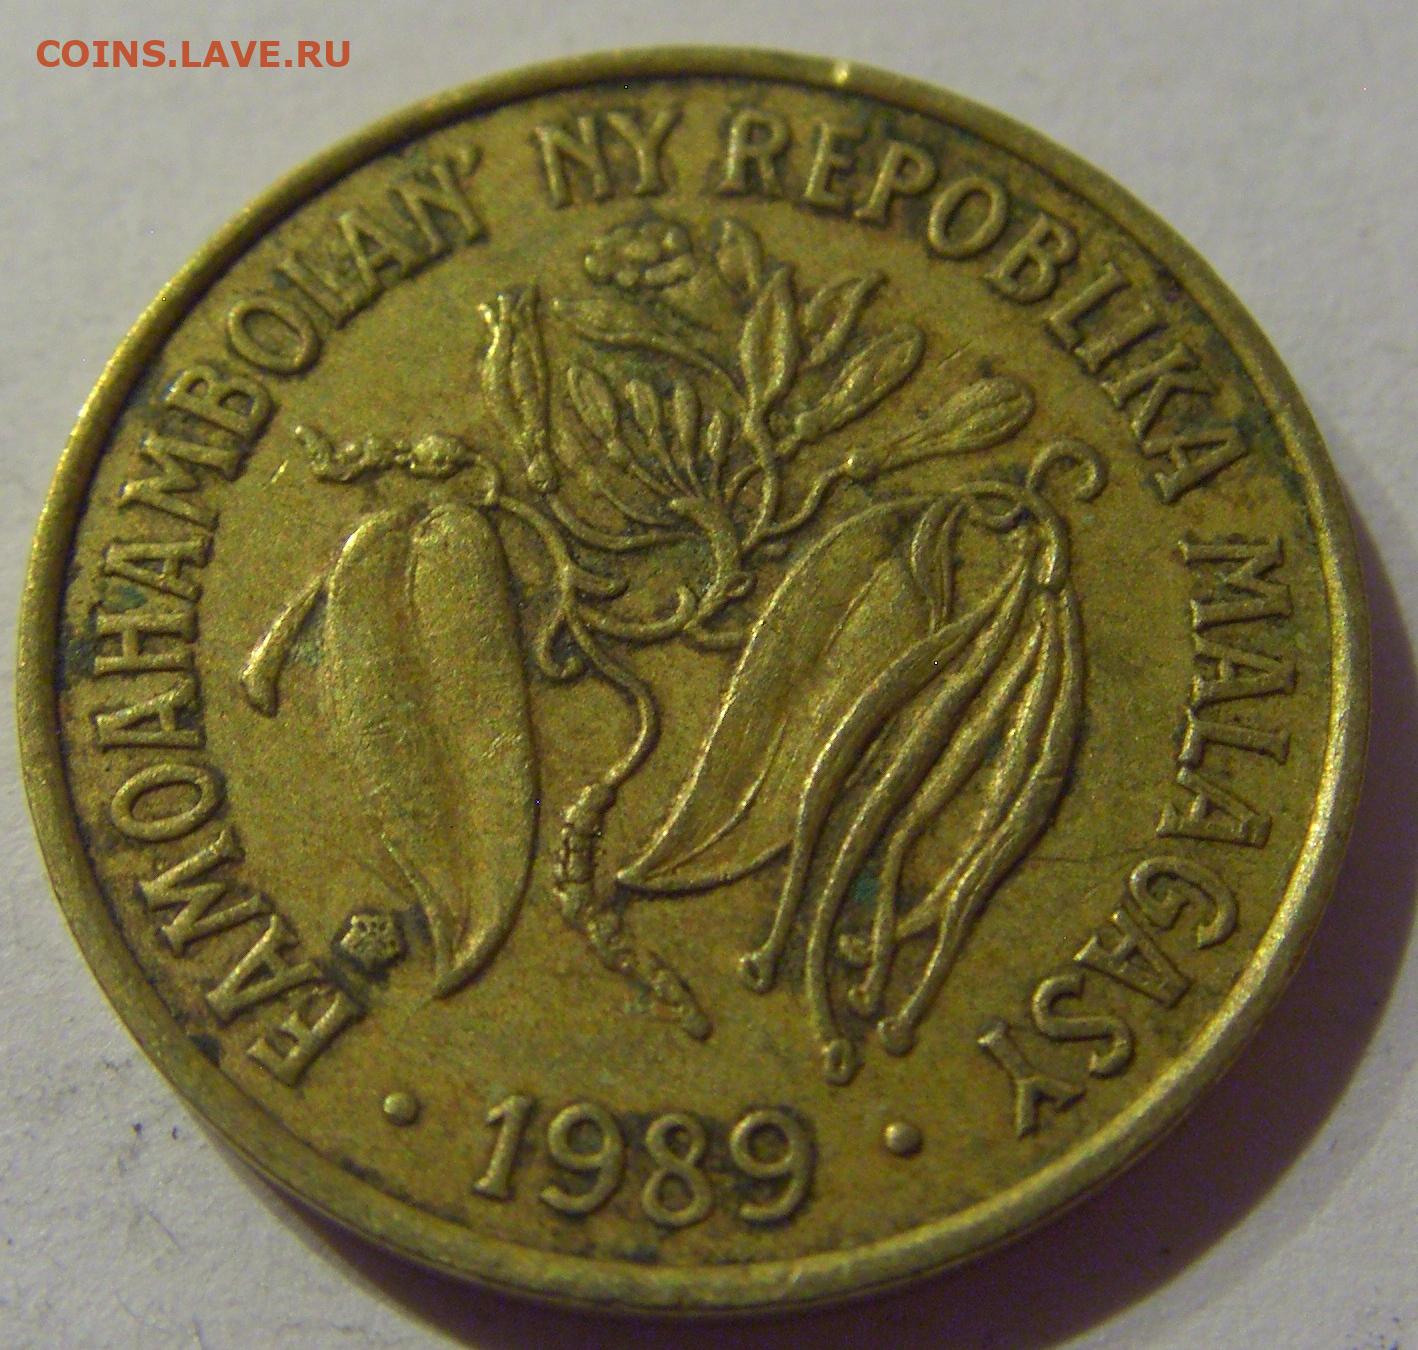 COINS.LAVE.RU
FAMOAHAMBOLAN' NY REPOBLIKA MALAGASY
· 1989 ·